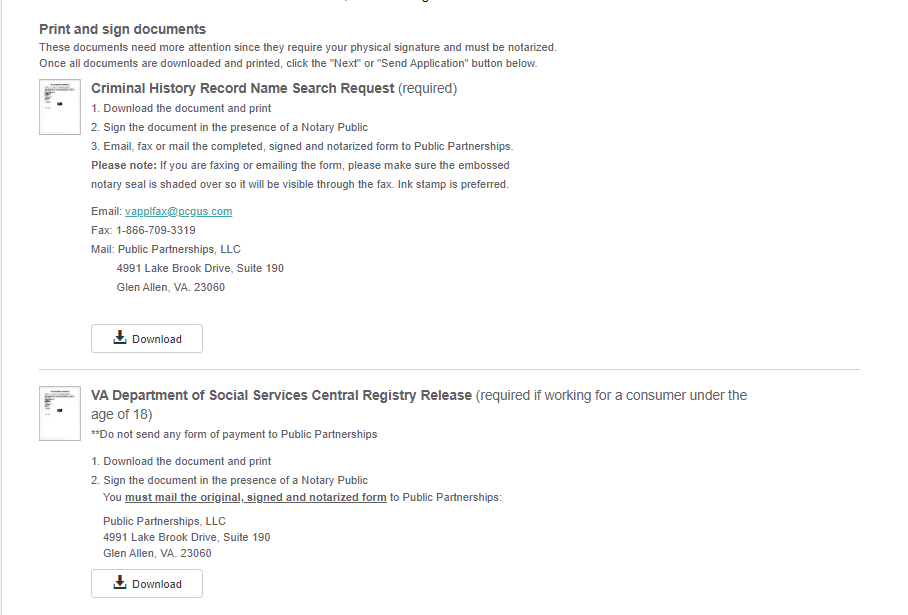 Print and sign documents
These documents need more attention since they require your physical signature and must be notarized.
Once all documents are downloaded and printed, click the "Next" or "Send Application" button below.
Criminal History Record Name Search Request (required)
1. Download the document and print
2. Sign the document in the presence of a Notary Public
3. Email, fax or mail the completed, signed and notarized form to Public Partnerships.
Please note: If you are faxing or emailing the form, please make sure the embossed
notary seal is shaded over so it will be visible through the fax. Ink stamp is preferred.
Email: vapplfax@pcgus.com
Fax: 1-866-709-3319
Mail: Public Partnerships, LLC
4991 Lake Brook Drive, Suite 190
Glen Allen, VA. 23060
Download
VA Department of Social Services Central Registry Release (required if working for a consumer under the
age of 18)
**Do not send any form of payment to Public Partnerships
1. Download the document and print
2. Sign the document in the presence of a Notary Public
You must mail the original, signed and notarized form to Public Partnerships:
Public Partnerships, LLC
4991 Lake Brook Drive, Suite 190
Glen Allen, VA. 23060
Download